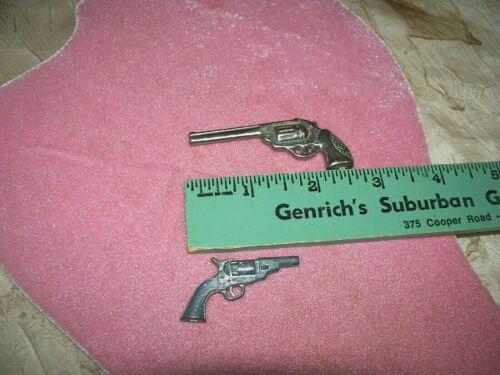 1 2 3 4 5
Genrich's Suburban G
375 Cooper Road -